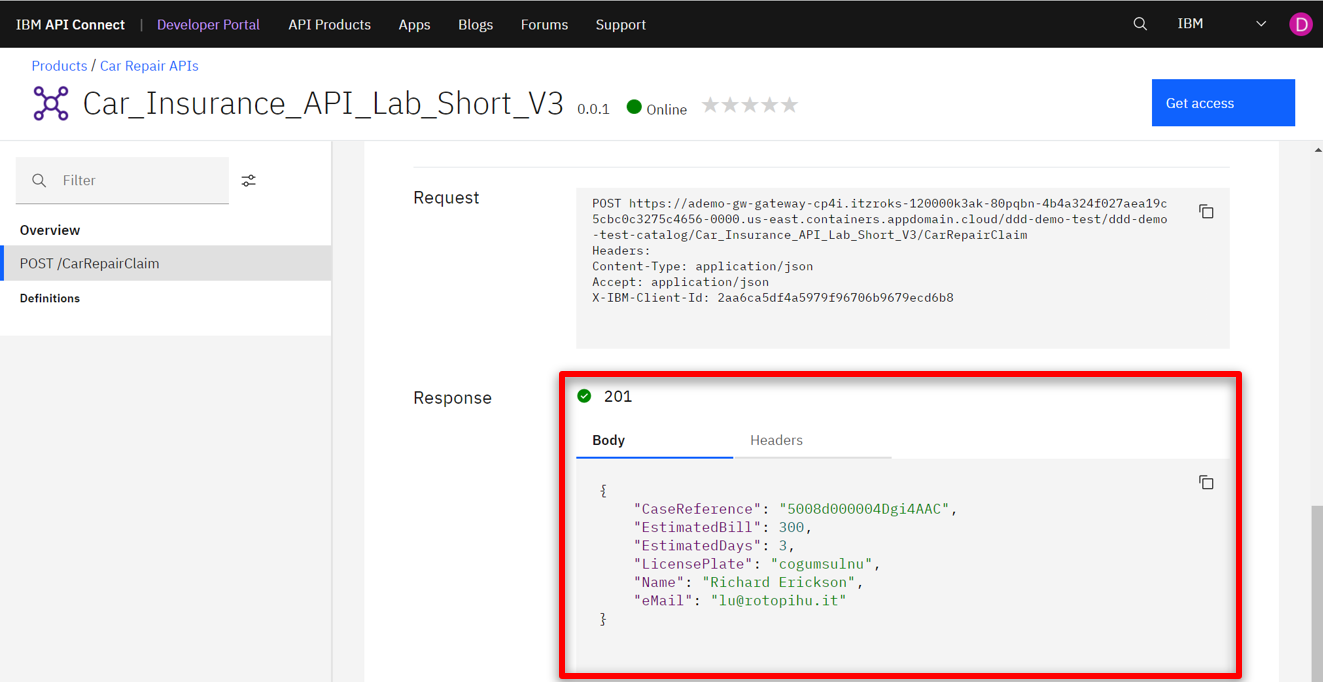 IBM API Connect | Developer Portal API Products Apps Blogs Forums Support IBM D
Products / Car Repair APIs
Car_Insurance_API_Lab_Short_V3 0.0.1 Online Get access
Filter
Overview
POST /CarRepairClaim
Definitions
Request
POST https://ademo-gw-gateway-cp4i.itzroks-120000k3ak-80pqbn-4b4a324f027aea19c
5cbc0c3275c4656-0000.us-east.containers.appdomain.cloud/ddd-demo-test/ddd-demo
-test-catalog/Car_Insurance_API_Lab_Short_V3/CarRepairClaim
Headers:
Content-Type: application/json
Accept: application/json
X-IBM-Client-Id: 2aa6ca5df4a5979f96706b9679ecd6b8
Response
201
Body Headers
{
"CaseReference": "5008d000004Dgi4AAC",
"EstimatedBill": 300,
"EstimatedDays": 3,
"LicensePlate": "cogumsulnu",
"Name": "Richard Erickson",
"eMail": "lu@rotopihu.it"
}